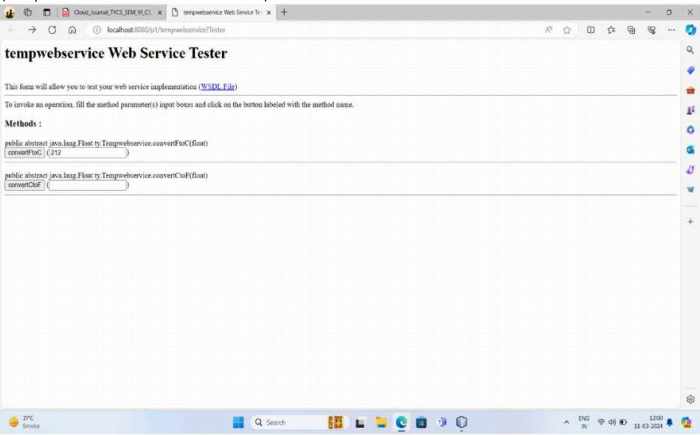 Cloud_Journal_TYCS_SEM_VI_CS
tempwebservice Web Service Te
localhost:8080/p1/tempwebservice?Tester
tempwebservice Web Service Tester
This form will allow you to test your web service implementation (WSDL File)
To invoke an operation, fill the method parameter(s) input boxes and click on the button labeled with the method name.
Methods :
public abstract java.lang.Float ty.Tempwebservice.convertFtoC(float)
convertFtoC (212)
public abstract java.lang.Float ty.Tempwebservice.convertCtoF(float)
convertCtoF ( )
31°C
Smoke
Search
ENG
IN
12:00
11-03-2024